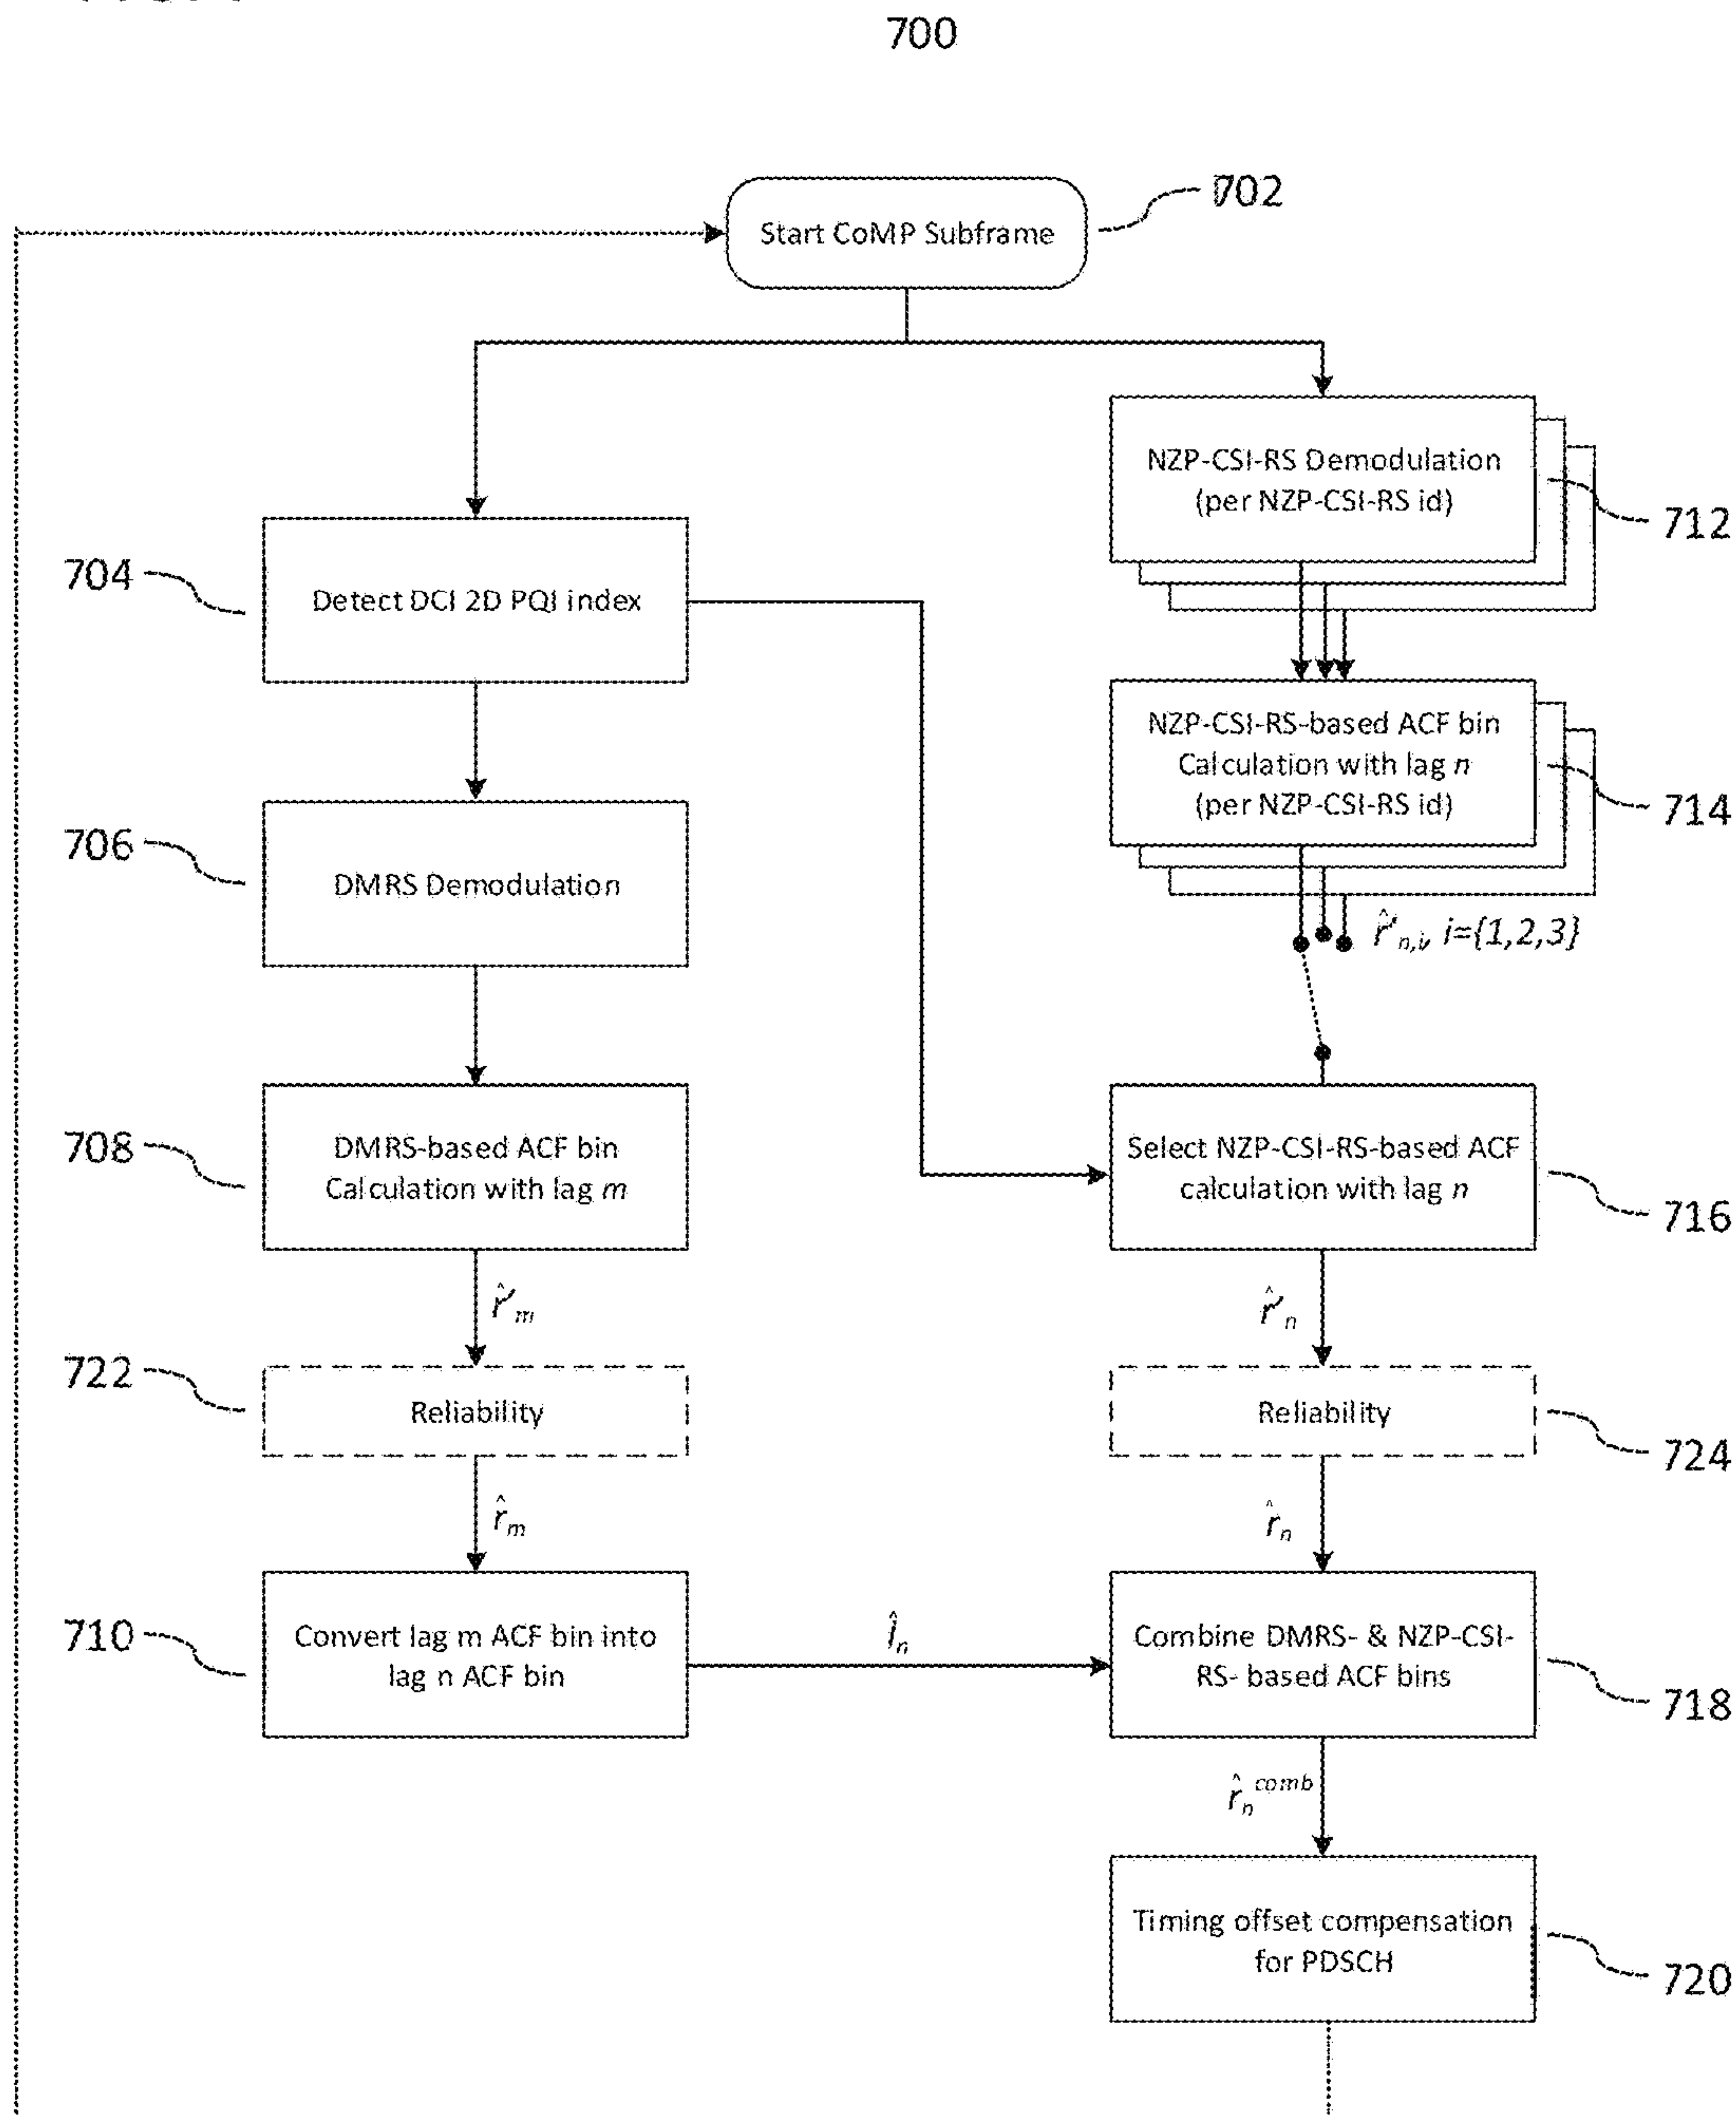 700
702
Start CoMP Subframe
NZP-CSI-RS Demodulation
(per NZP-CSI-RS id)
712
704
Detect DCI 2D PQI index
NZP-CSI-RS-based ACF bin
Calculation with lag n
(per NZP-CSI-RS id)
714
706
DMRS Demodulation
r̂'n,i, i={1,2,3}
708
DMRS-based ACF bin
Calculation with lag m
Select NZP-CSI-RS-based ACF
calculation with lag n
716
r̂'m
r̂'n
722
Reliability
Reliability
724
r̂m
r̂n
710
Convert lag m ACF bin into
lag n ACF bin
l̂n
Combine DMRS- & NZP-CSI-
RS- based ACF bins
718
r̂n comb
Timing offset compensation
for PDSCH
720